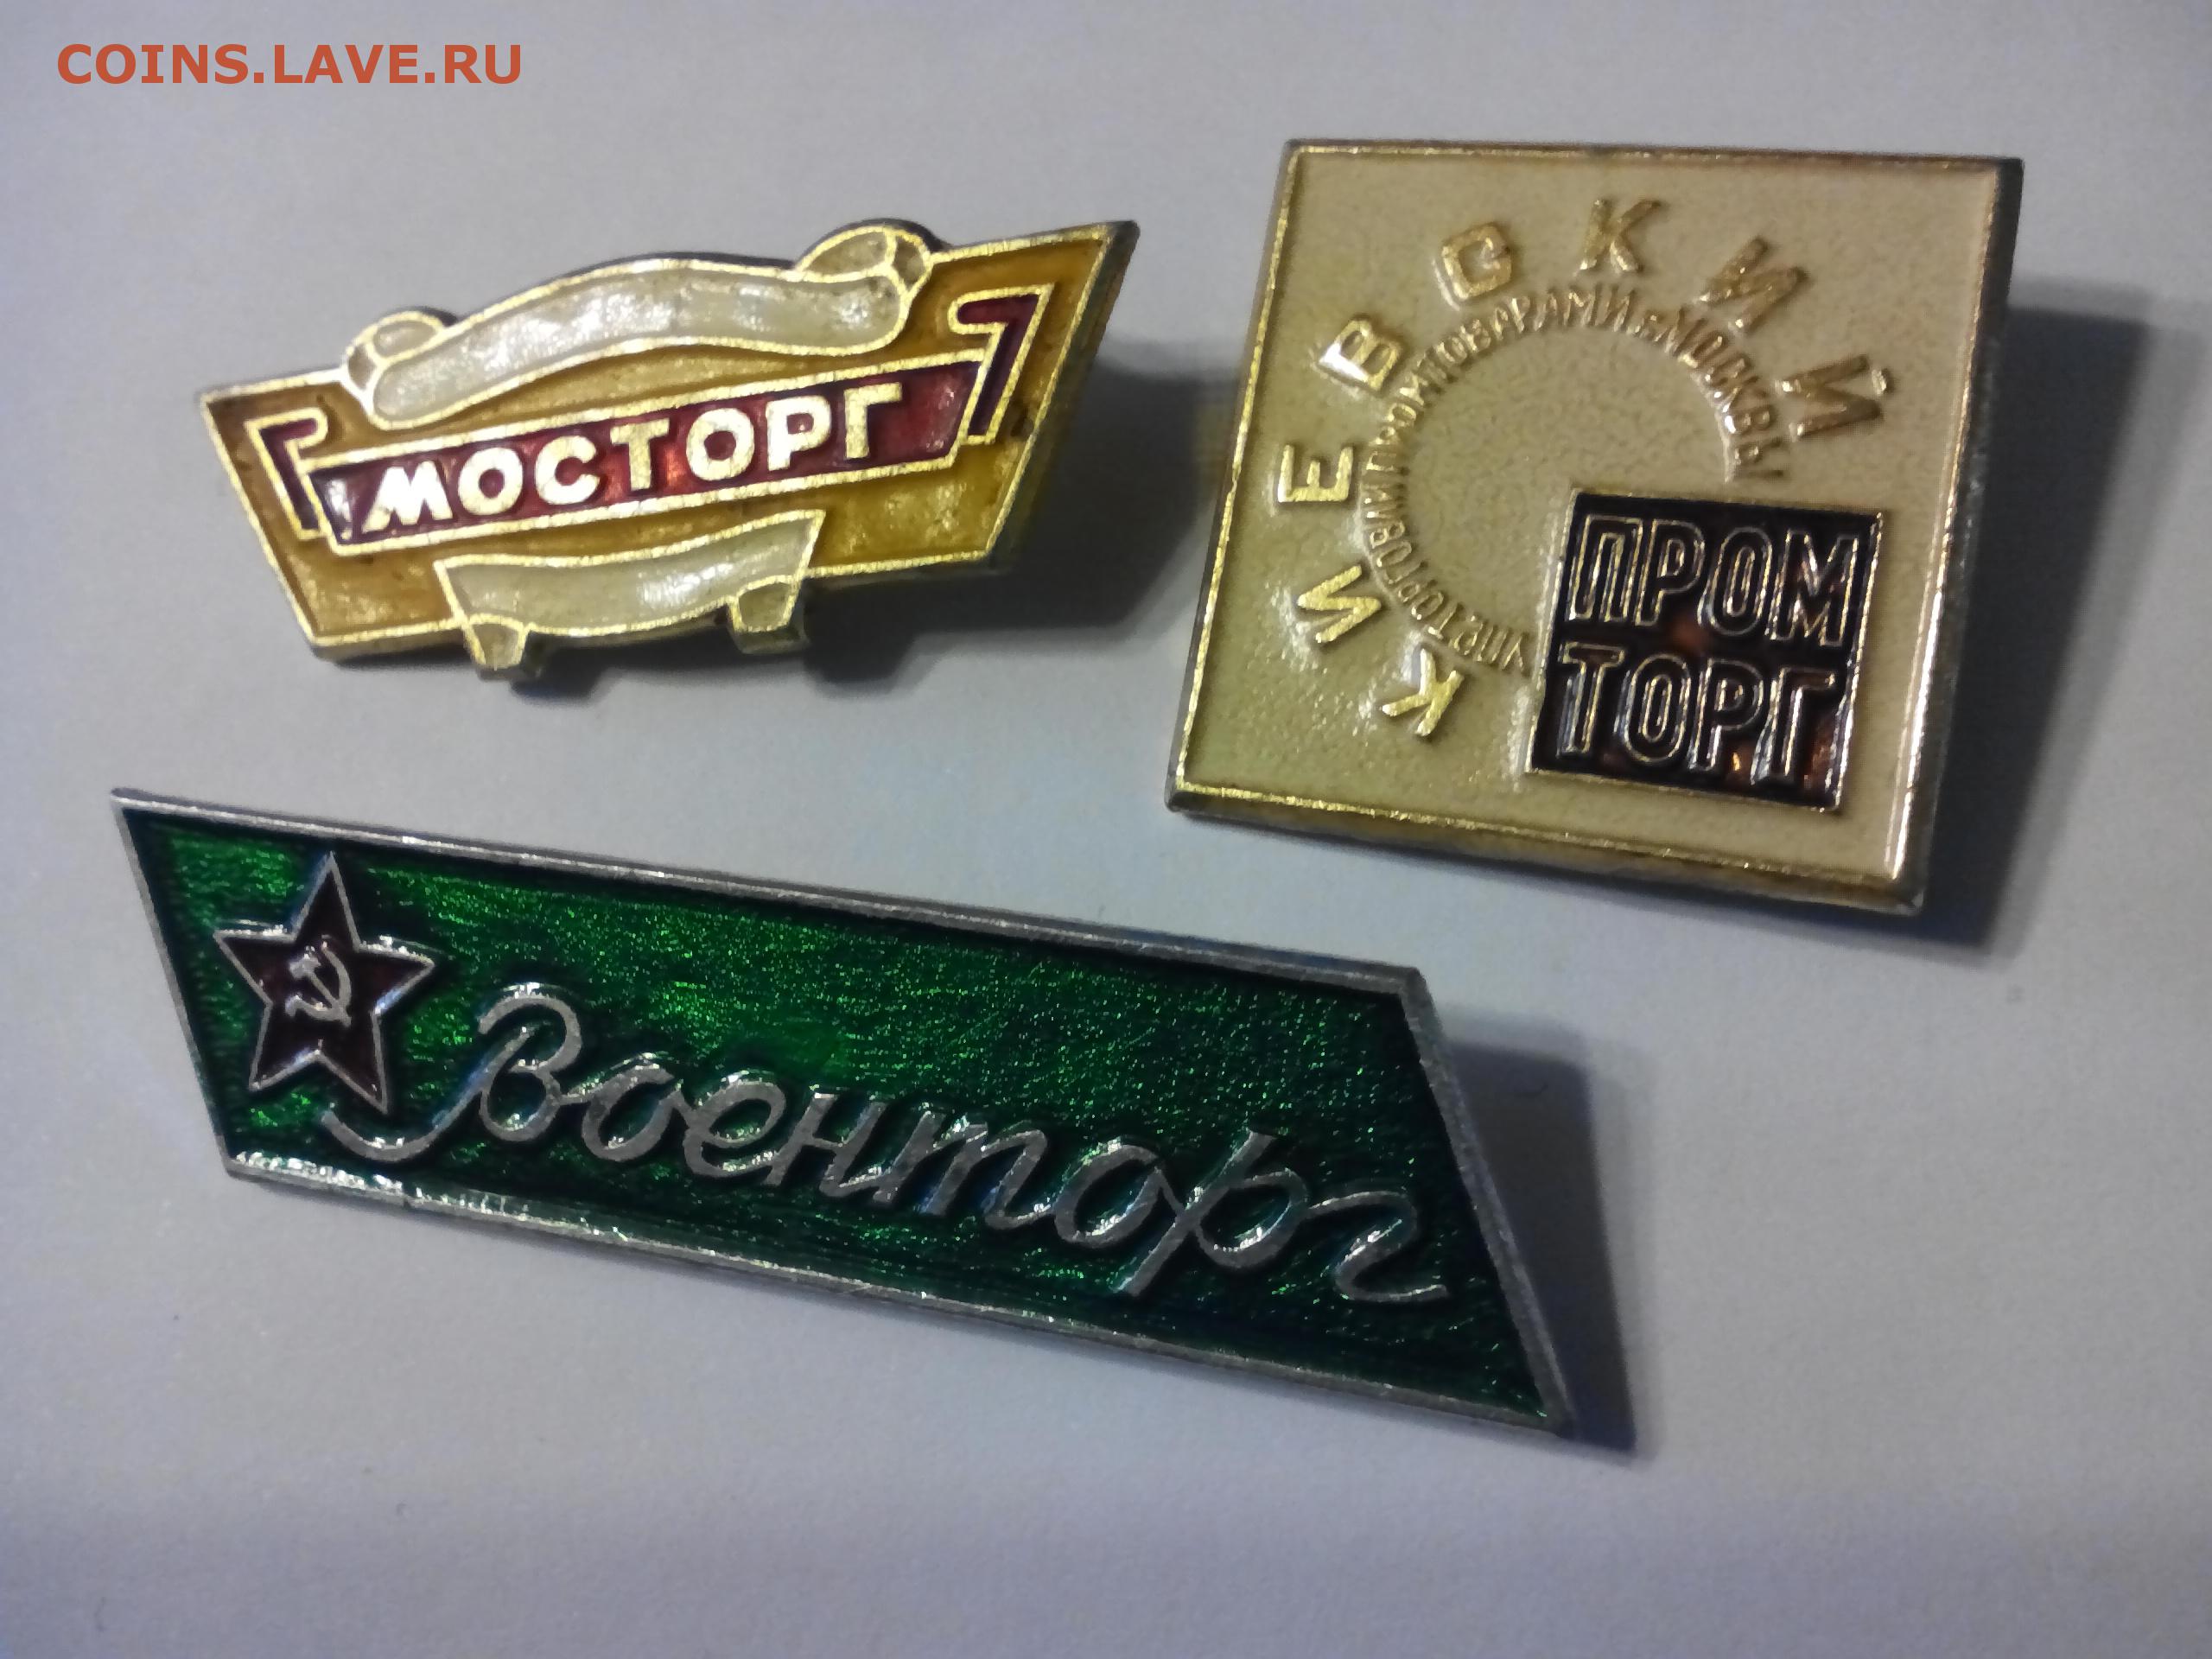 COINS.LAVE.RU
МОСТОРГ
КИЕВСКИЙ
УПР. ТОРГОВЛИ ПРОМТОВАРАМИ г. МОСКВЫ
ПРОМ
ТОРГ
Военторг